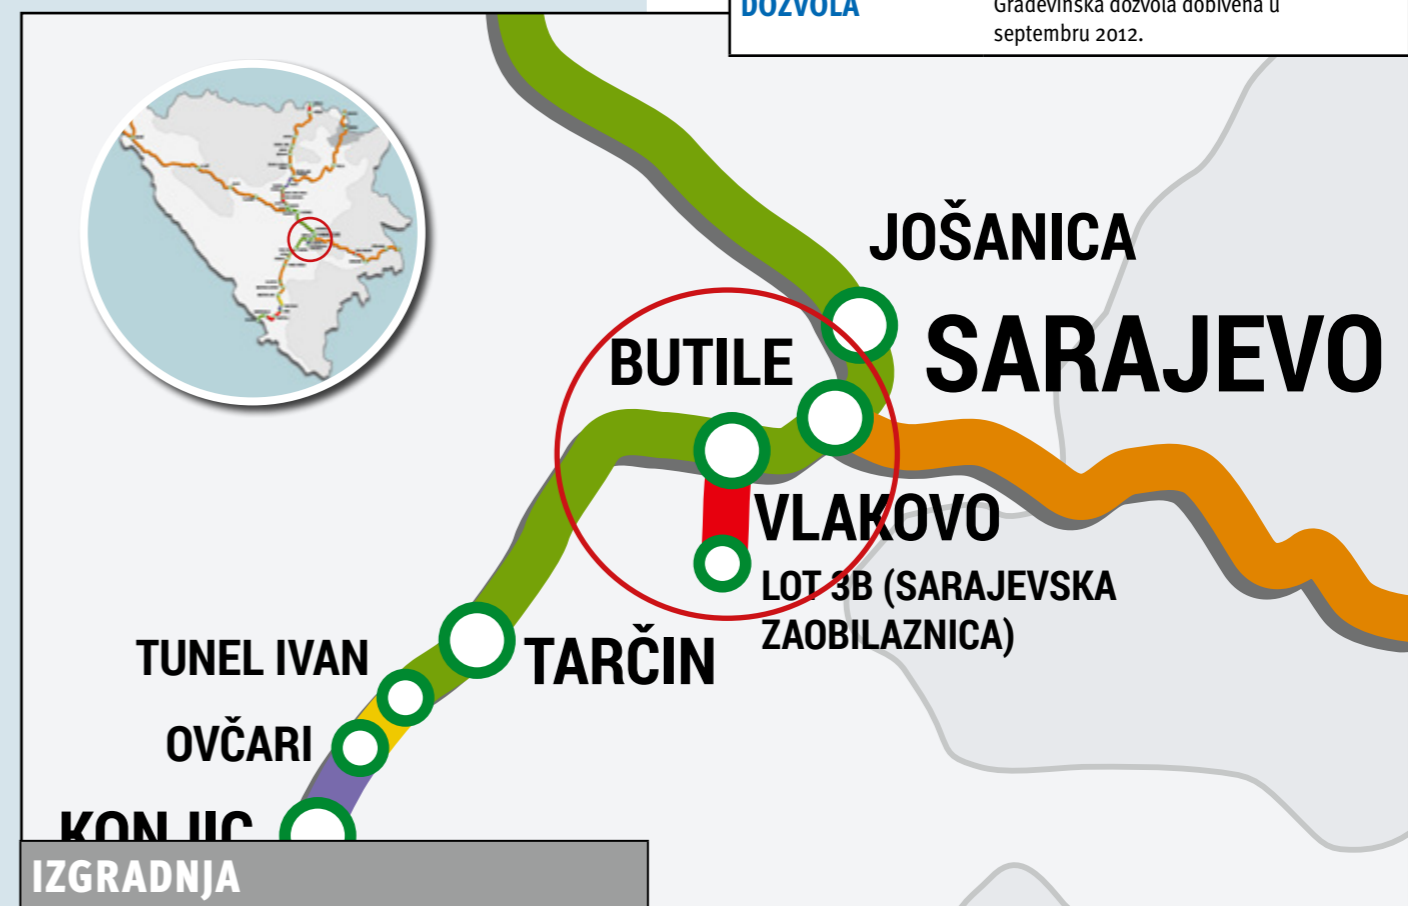 DOZVOLA
Građevinska dozvola dobivena u
septembru 2012.
JOŠANICA
SARAJEVO
BUTILE
VLAKOVO
LOT 3B (SARAJEVSKA
ZAOBILAZNICA)
TARČIN
TUNEL IVAN
OVČARI
KONJIC
IZGRADNJA